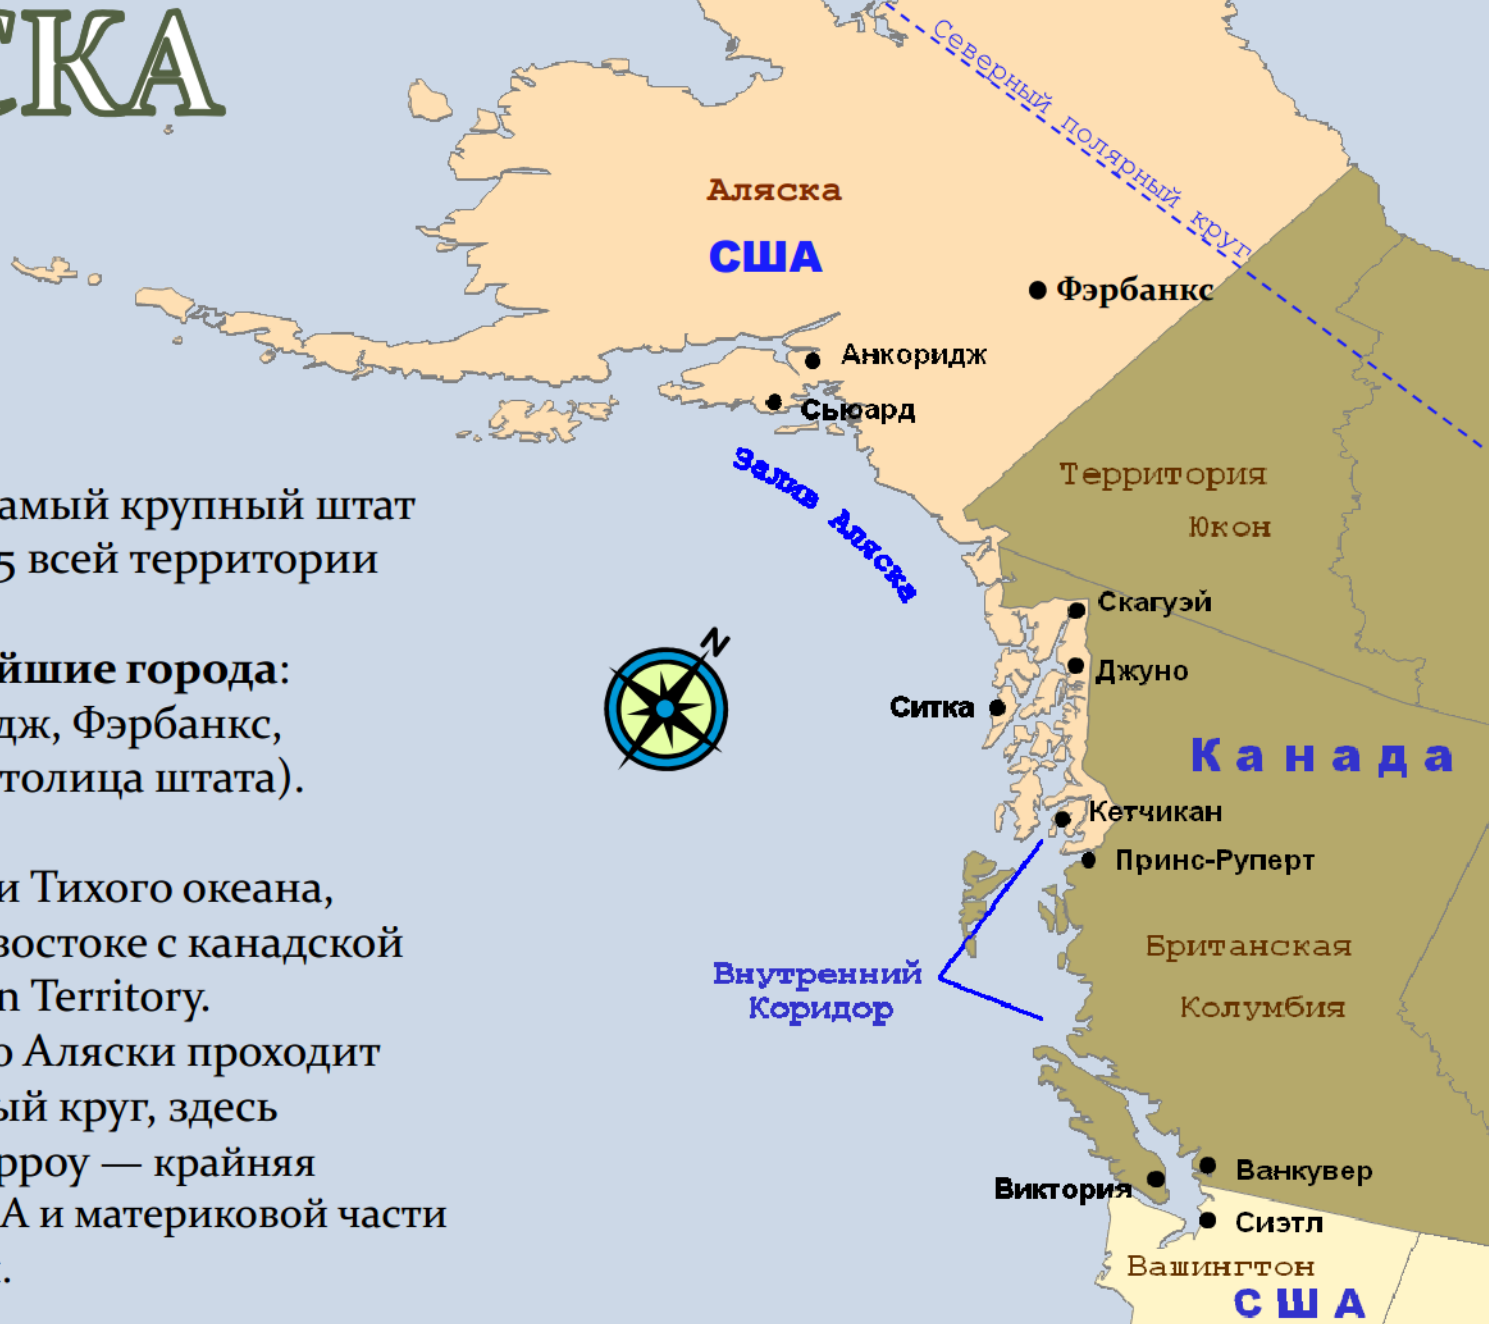 СКА
амый крупный штат
5 всей территории
йшие города:
дж, Фэрбанкс,
толица штата).
и Тихого океана,
востоке с канадской
n Territory.
о Аляски проходит
ый круг, здесь
рроу — крайняя
А и материковой части
Северный полярный круг
Аляска
США
Фэрбанкс
Анкоридж
Сьюард
Залив Аляска
Территория
Юкон
N
Скагуэй
Джуно
Ситка
Канада
Кетчикан
Принс-Руперт
Британская
Колумбия
Внутренний
Коридор
Ванкувер
Виктория
Сиэтл
Вашингтон
США